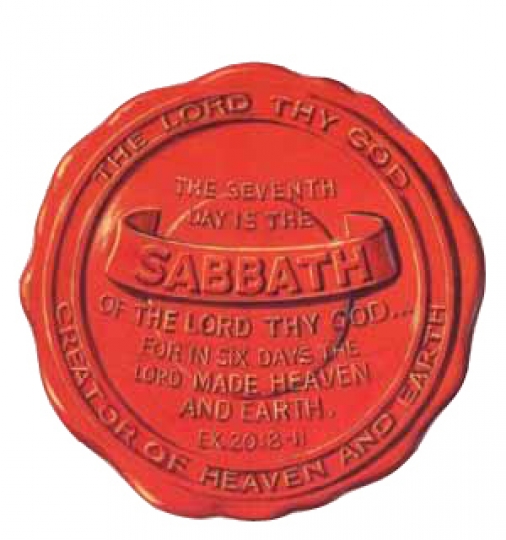 THE LORD THY GOD
THE SEVENTH
DAY IS THE
SABBATH
OF THE LORD THY GOD...
FOR IN SIX DAYS THE
LORD MADE HEAVEN
AND EARTH.
EX.20:8-11
CREATOR OF HEAVEN AND EARTH